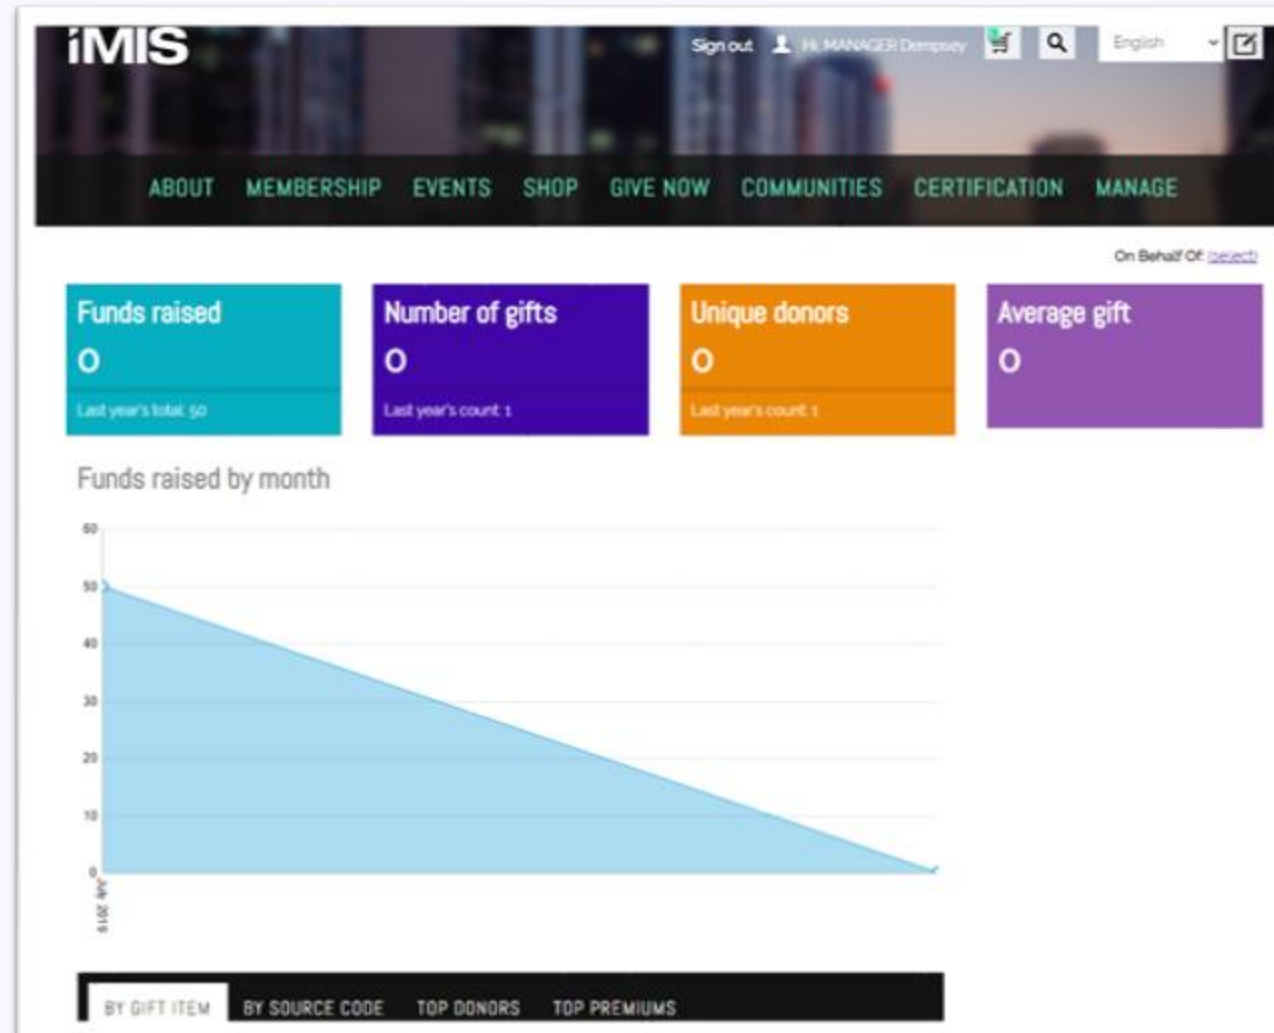 iMIS
Sign out Hi, MANAGER Dempsey English
ABOUT MEMBERSHIP EVENTS SHOP GIVE NOW COMMUNITIES CERTIFICATION MANAGE
On Behalf Of: (select)
Funds raised
0
Last year's total: 50
Number of gifts
0
Last year's count: 1
Unique donors
0
Last year's count: 1
Average gift
0
Funds raised by month
60
50
40
30
20
10
0
July 2019
BY GIFT ITEM BY SOURCE CODE TOP DONORS TOP PREMIUMS